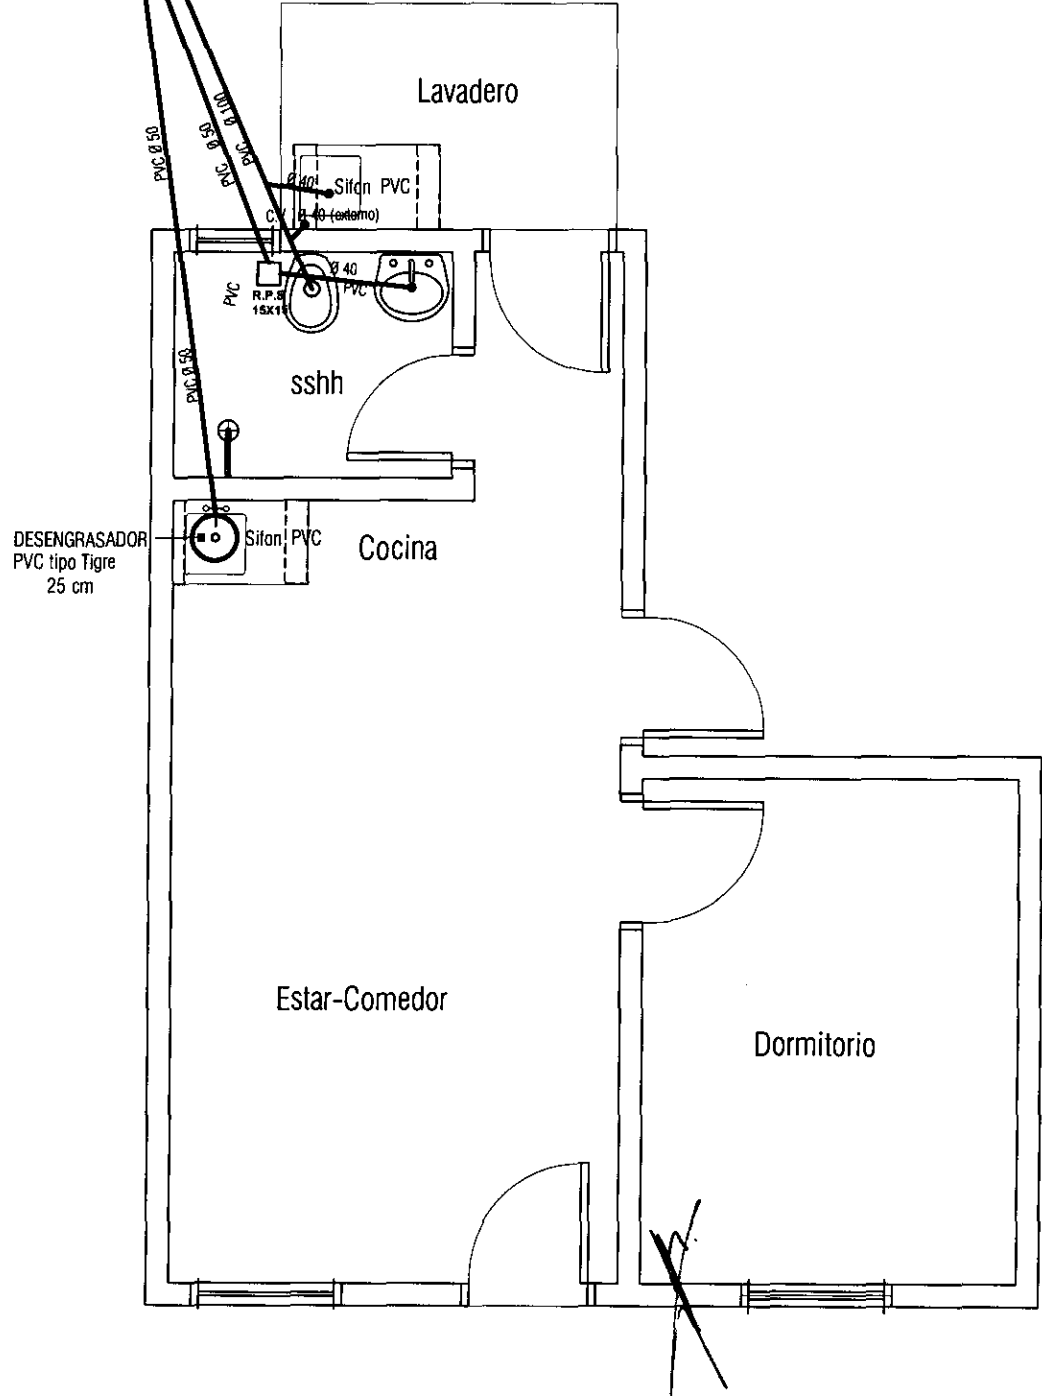 Lavadero
PVC Ø 50
PVC Ø 50
PVC Ø 100
Ø 40
Sifon PVC
C.V. Ø 40 (externo)
Ø 40
PVC
PVC
R.P.S
15X15
PVC Ø 50
sshh
DESENGRASADOR
PVC tipo Tigre
25 cm
Sifon PVC
Cocina
Estar-Comedor
Dormitorio